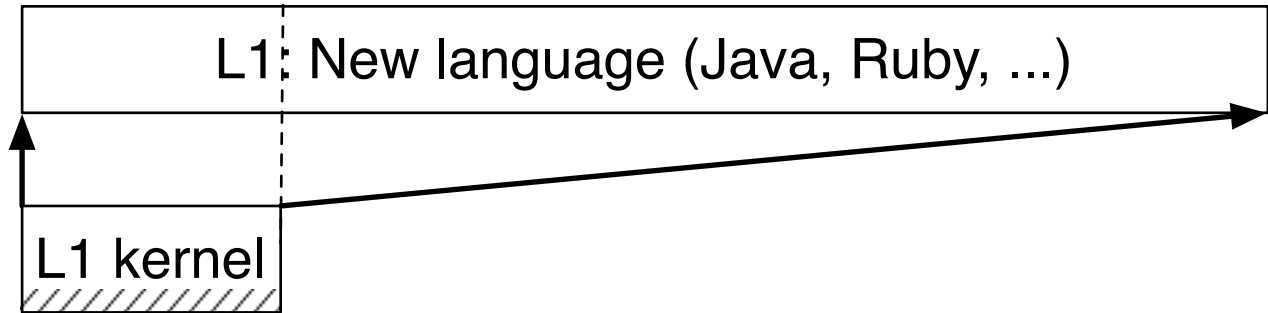 L1: New language (Java, Ruby, ...)
L1 kernel